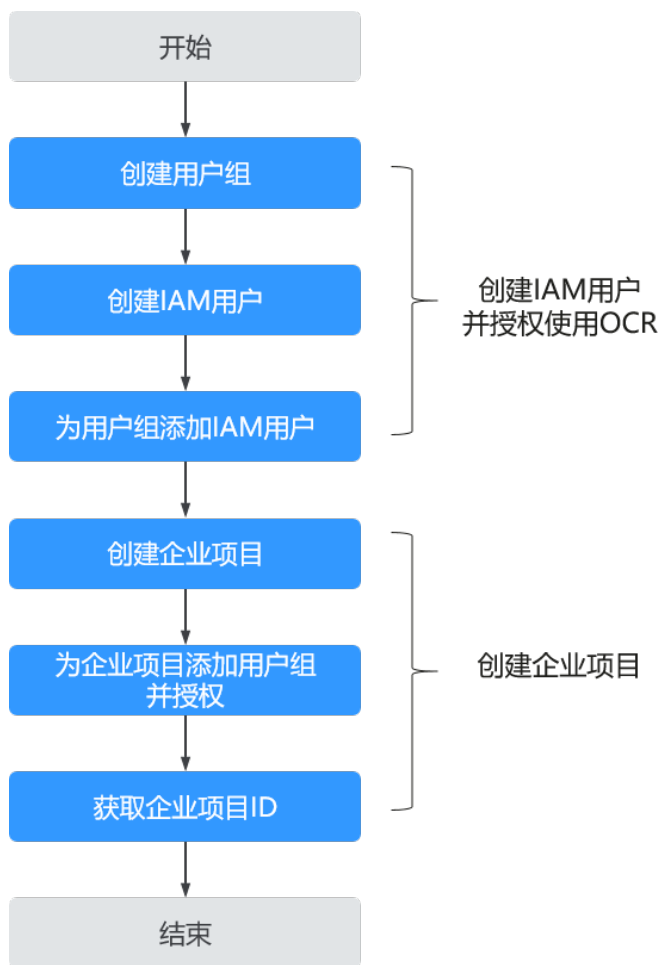 开始
创建用户组
创建IAM用户
为用户组添加IAM用户
创建IAM用户
并授权使用OCR
创建企业项目
为企业项目添加用户组
并授权
获取企业项目ID
创建企业项目
结束